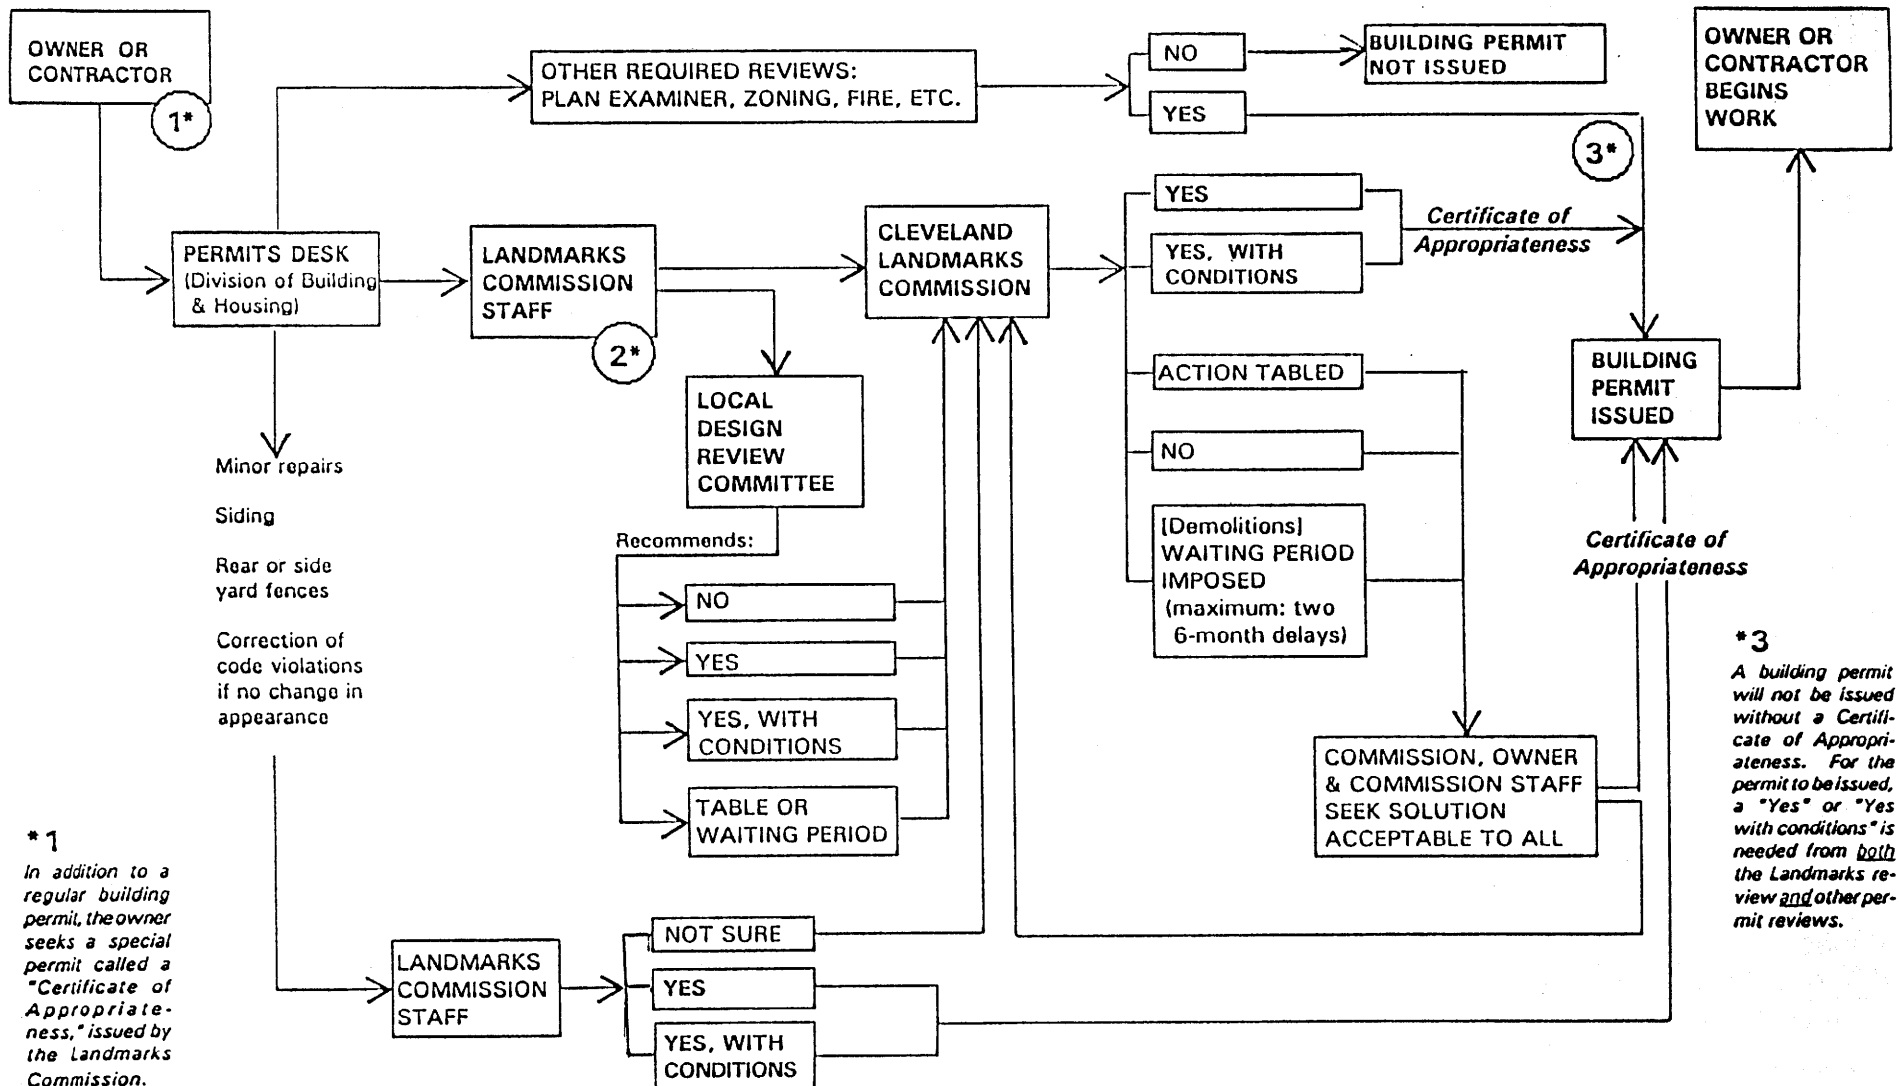 OWNER OR
CONTRACTOR
1*
PERMITS DESK
(Division of Building
& Housing)
OTHER REQUIRED REVIEWS:
PLAN EXAMINER, ZONING, FIRE, ETC.
NO
YES
BUILDING PERMIT
NOT ISSUED
OWNER OR
CONTRACTOR
BEGINS
WORK
3*
LANDMARKS
COMMISSION
STAFF
2*
CLEVELAND
LANDMARKS
COMMISSION
YES
YES, WITH
CONDITIONS
Certificate of
Appropriateness
ACTION TABLED
NO
[Demolitions]
WAITING PERIOD
IMPOSED
(maximum: two
6-month delays)
BUILDING
PERMIT
ISSUED
LOCAL
DESIGN
REVIEW
COMMITTEE
Recommends:
NO
YES
YES, WITH
CONDITIONS
TABLE OR
WAITING PERIOD
Minor repairs
Siding
Rear or side
yard fences
Correction of
code violations
if no change in
appearance
Certificate of
Appropriateness
COMMISSION, OWNER
& COMMISSION STAFF
SEEK SOLUTION
ACCEPTABLE TO ALL
*3
A building permit
will not be issued
without a Certifi-
cate of Appropri-
ateness. For the
permit to be issued,
a "Yes" or "Yes
with conditions" is
needed from both
the Landmarks re-
view and other per-
mit reviews.
*1
In addition to a
regular building
permit, the owner
seeks a special
permit called a
"Certificate of
Appropriate-
ness," issued by
the Landmarks
Commission.
LANDMARKS
COMMISSION
STAFF
NOT SURE
YES
YES, WITH
CONDITIONS